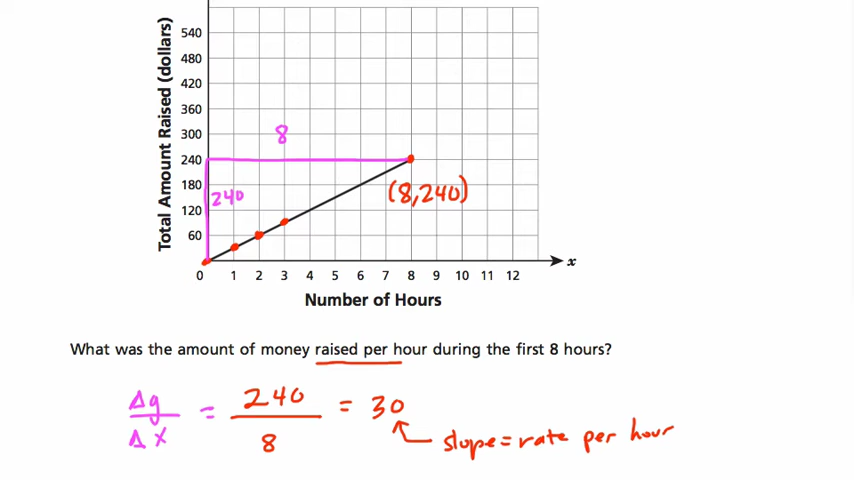 Total Amount Raised (dollars)
540
480
420
360
300
240
180
120
60
8
240
(8,240)
0 1 2 3 4 5 6 7 8 9 10 11 12 x
Number of Hours
What was the amount of money raised per hour during the first 8 hours?
Δy/Δx = 240/8 = 30
slope = rate per hour